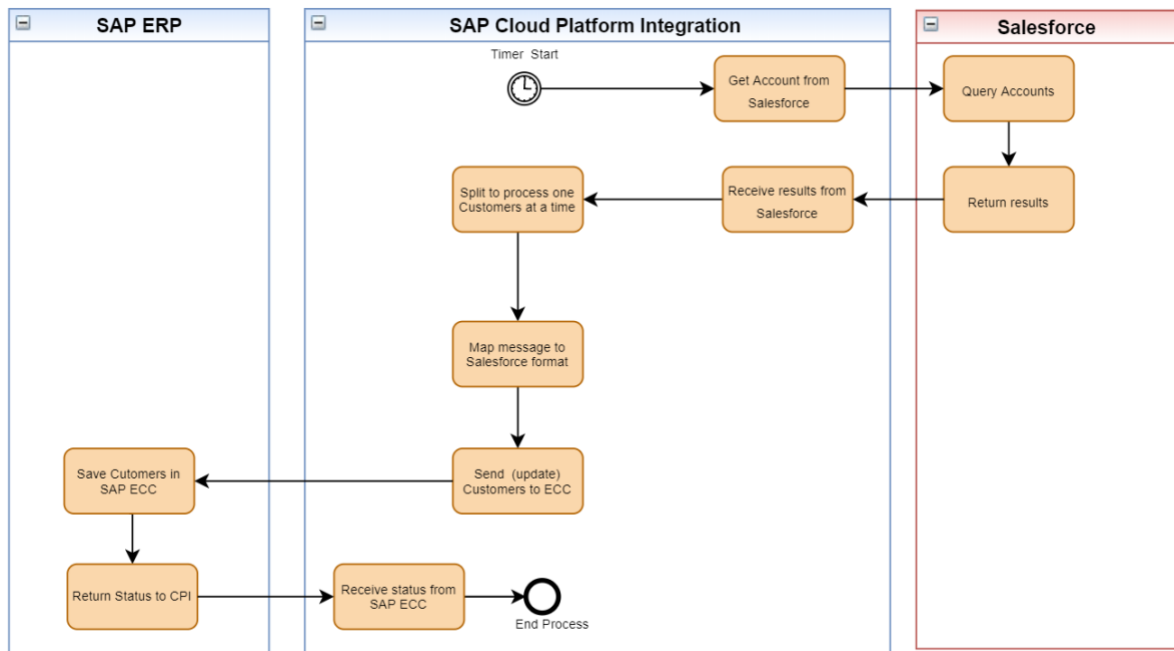 SAP ERP
SAP Cloud Platform Integration
Salesforce
Timer Start
Get Account from
Salesforce
Query Accounts
Split to process one
Customers at a time
Receive results from
Salesforce
Return results
Map message to
Salesforce format
Save Cutomers in
SAP ECC
Send (update)
Customers to ECC
Return Status to CPI
Receive status from
SAP ECC
End Process